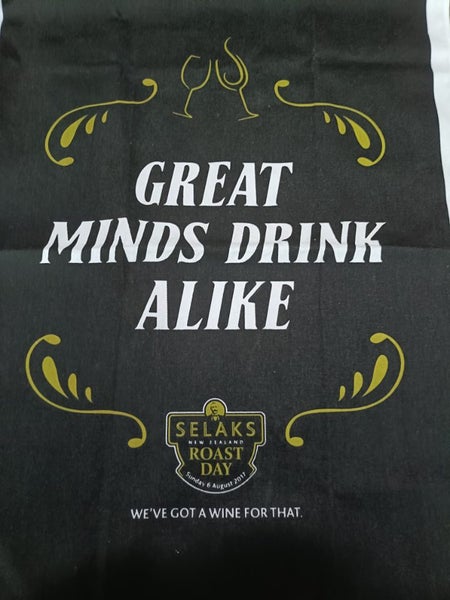 GREAT
MINDS DRINK
ALIKE
SELAKS
NEW ZEALAND
ROAST
DAY
Sunday 6 August 2017
WE'VE GOT A WINE FOR THAT.